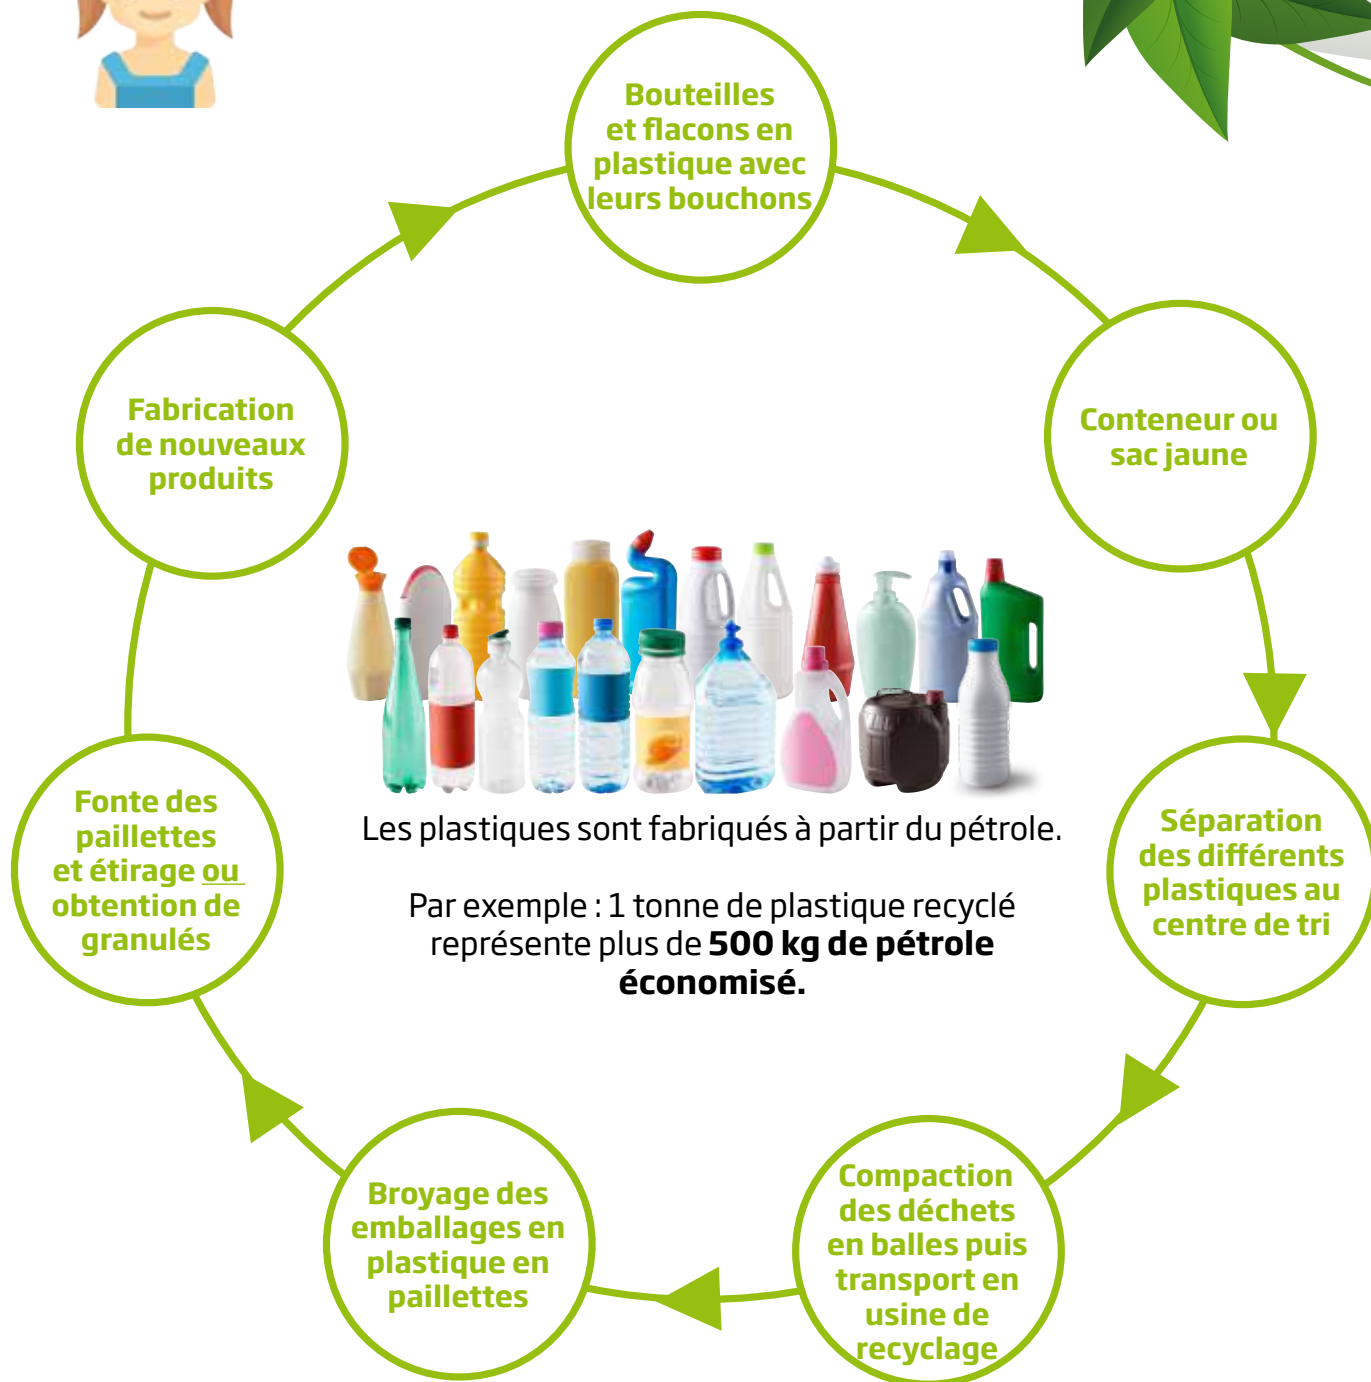 Bouteilles
et flacons en
plastique avec
leurs bouchons
Conteneur ou
sac jaune
Séparation
des différents
plastiques au
centre de tri
Compaction
des déchets
en balles puis
transport en
usine de
recyclage
Broyage des
emballages en
plastique en
paillettes
Fonte des
paillettes
et étirage ou
obtention de
granulés
Fabrication
de nouveaux
produits
Les plastiques sont fabriqués à partir du pétrole.
Par exemple : 1 tonne de plastique recyclé
représente plus de 500 kg de pétrole
économisé.